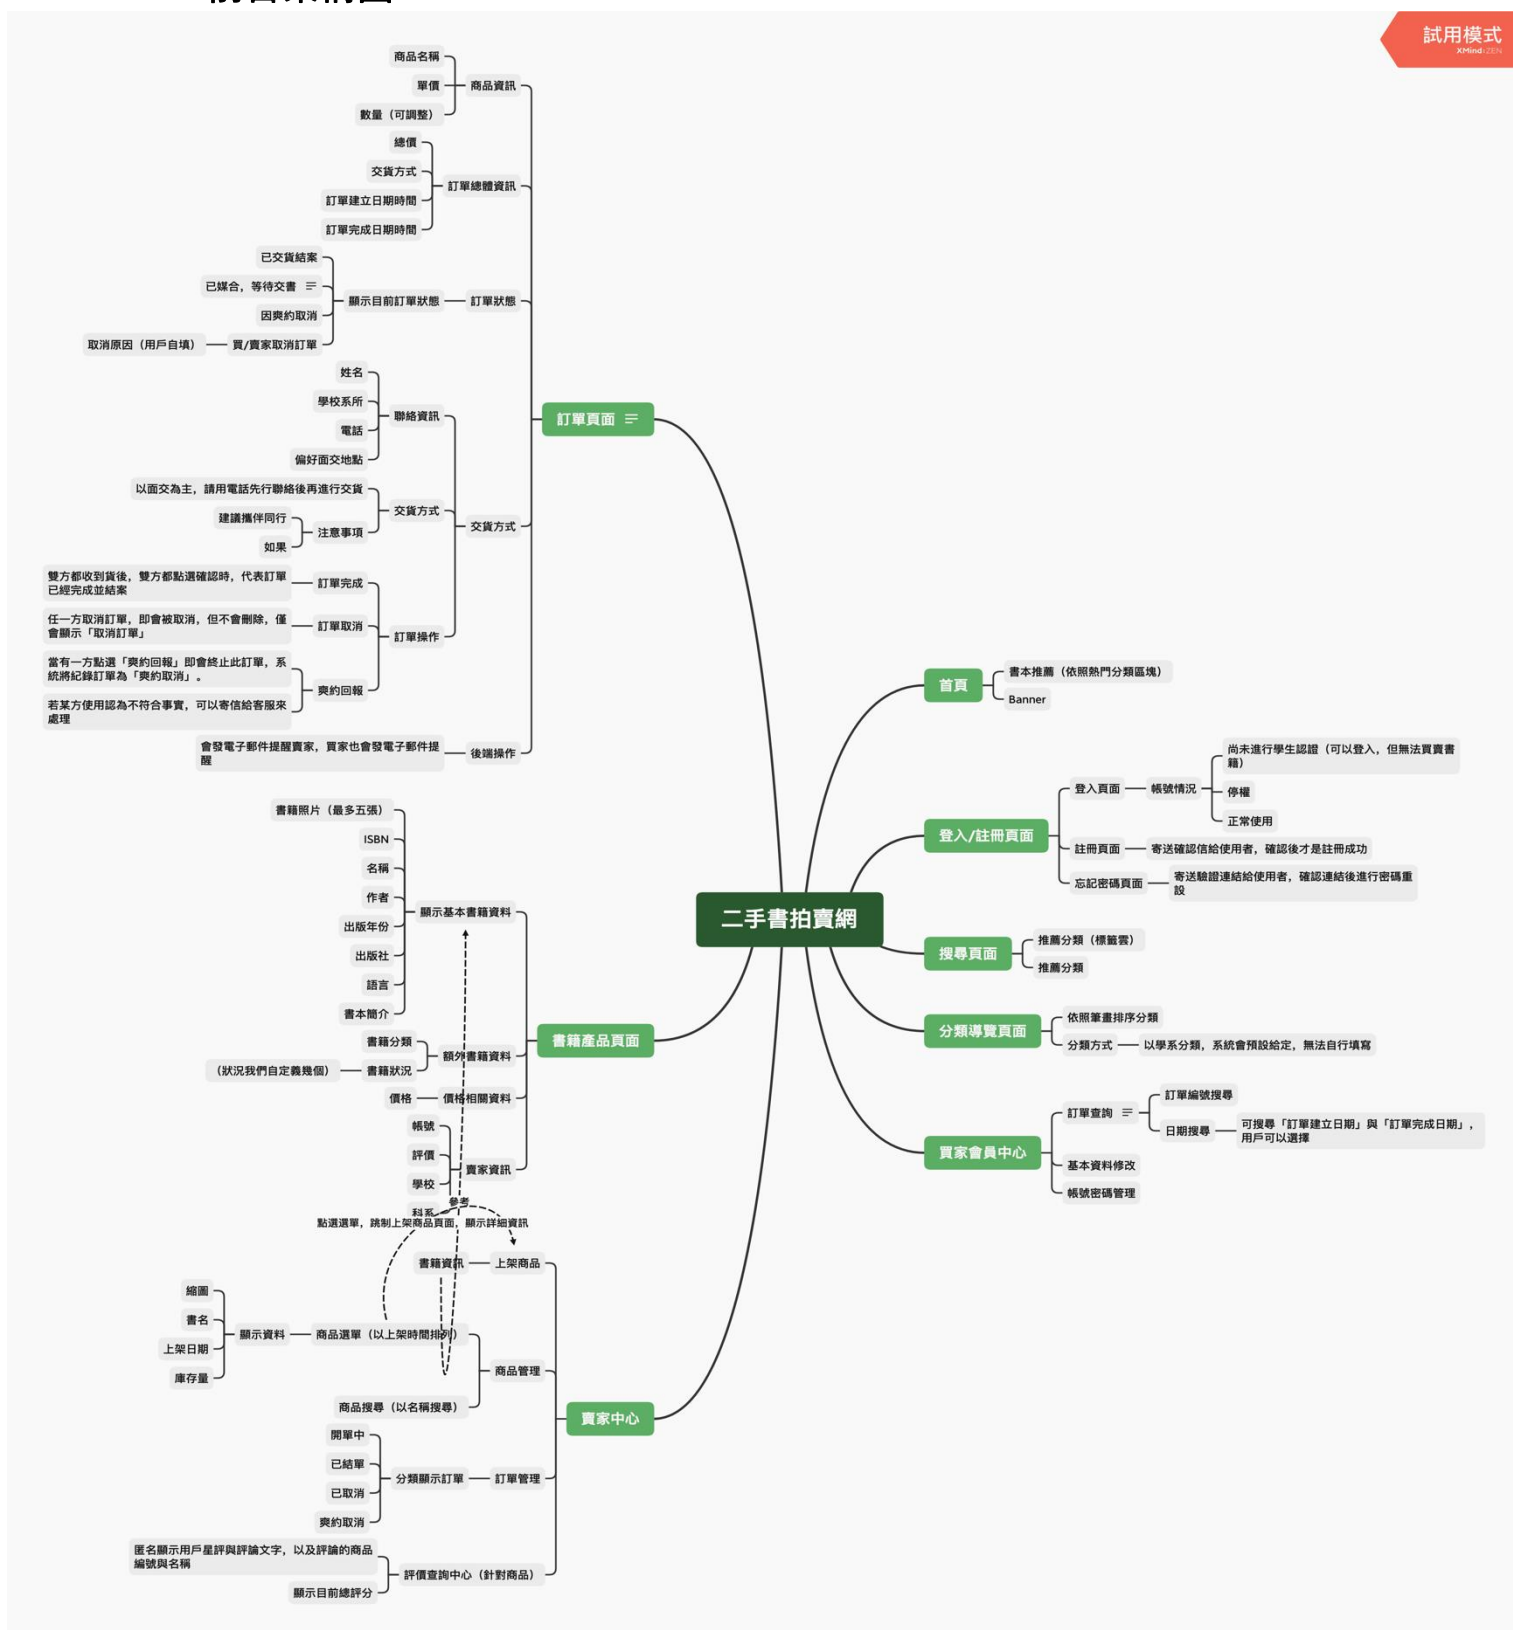 試用模式
XMind:ZEN
商品名稱
單價
數量（可調整）
商品資訊
總價
交貨方式
訂單建立日期時間
訂單完成日期時間
訂單總體資訊
已交貨結案
已媒合，等待交書
因爽約取消
買/賣家取消訂單
取消原因（用戶自填）
顯示目前訂單狀態
訂單狀態
姓名
學校系所
電話
偏好面交地點
聯絡資訊
以面交為主，請用電話先行聯絡後再進行交貨
建議攜伴同行
如果
注意事項
交貨方式
交貨方式
雙方都收到貨後，雙方都點選確認時，代表訂單
已經完成並結案
訂單完成
任一方取消訂單，即會被取消，但不會刪除，僅
會顯示「取消訂單」
訂單取消
當有一方點選「爽約回報」即會終止此訂單，系
統將紀錄訂單為「爽約取消」。
若某方使用認為不符合事實，可以寄信給客服來
處理
爽約回報
訂單操作
會發電子郵件提醒賣家，買家也會發電子郵件提
醒
後端操作
訂單頁面
書籍照片（最多五張）
ISBN
名稱
作者
出版年份
出版社
語言
書本簡介
顯示基本書籍資料
書籍分類
（狀況我們自定義幾個）
書籍狀況
額外書籍資料
價格
價格相關資料
帳號
評價
學校
科系
賣家資訊
書籍產品頁面
參考
點選選單，跳制上架商品頁面，顯示詳細資訊
書籍資訊
上架商品
縮圖
書名
上架日期
庫存量
顯示資料
商品選單（以上架時間排列）
商品搜尋（以名稱搜尋）
商品管理
開單中
已結單
已取消
爽約取消
分類顯示訂單
訂單管理
匿名顯示用戶星評與評論文字，以及評論的商品
編號與名稱
顯示目前總評分
評價查詢中心（針對商品）
賣家中心
二手書拍賣網
首頁
書本推薦（依照熱門分類區塊）
Banner
登入/註冊頁面
登入頁面
帳號情況
尚未進行學生認證（可以登入，但無法買賣書
籍）
停權
正常使用
註冊頁面
寄送確認信給使用者，確認後才是註冊成功
忘記密碼頁面
寄送驗證連結給使用者，確認連結後進行密碼重
設
搜尋頁面
推薦分類（標籤雲）
推薦分類
分類導覽頁面
依照筆畫排序分類
分類方式
以學系分類，系統會預設給定，無法自行填寫
買家會員中心
訂單查詢
訂單編號搜尋
日期搜尋
可搜尋「訂單建立日期」與「訂單完成日期」，
用戶可以選擇
基本資料修改
帳號密碼管理